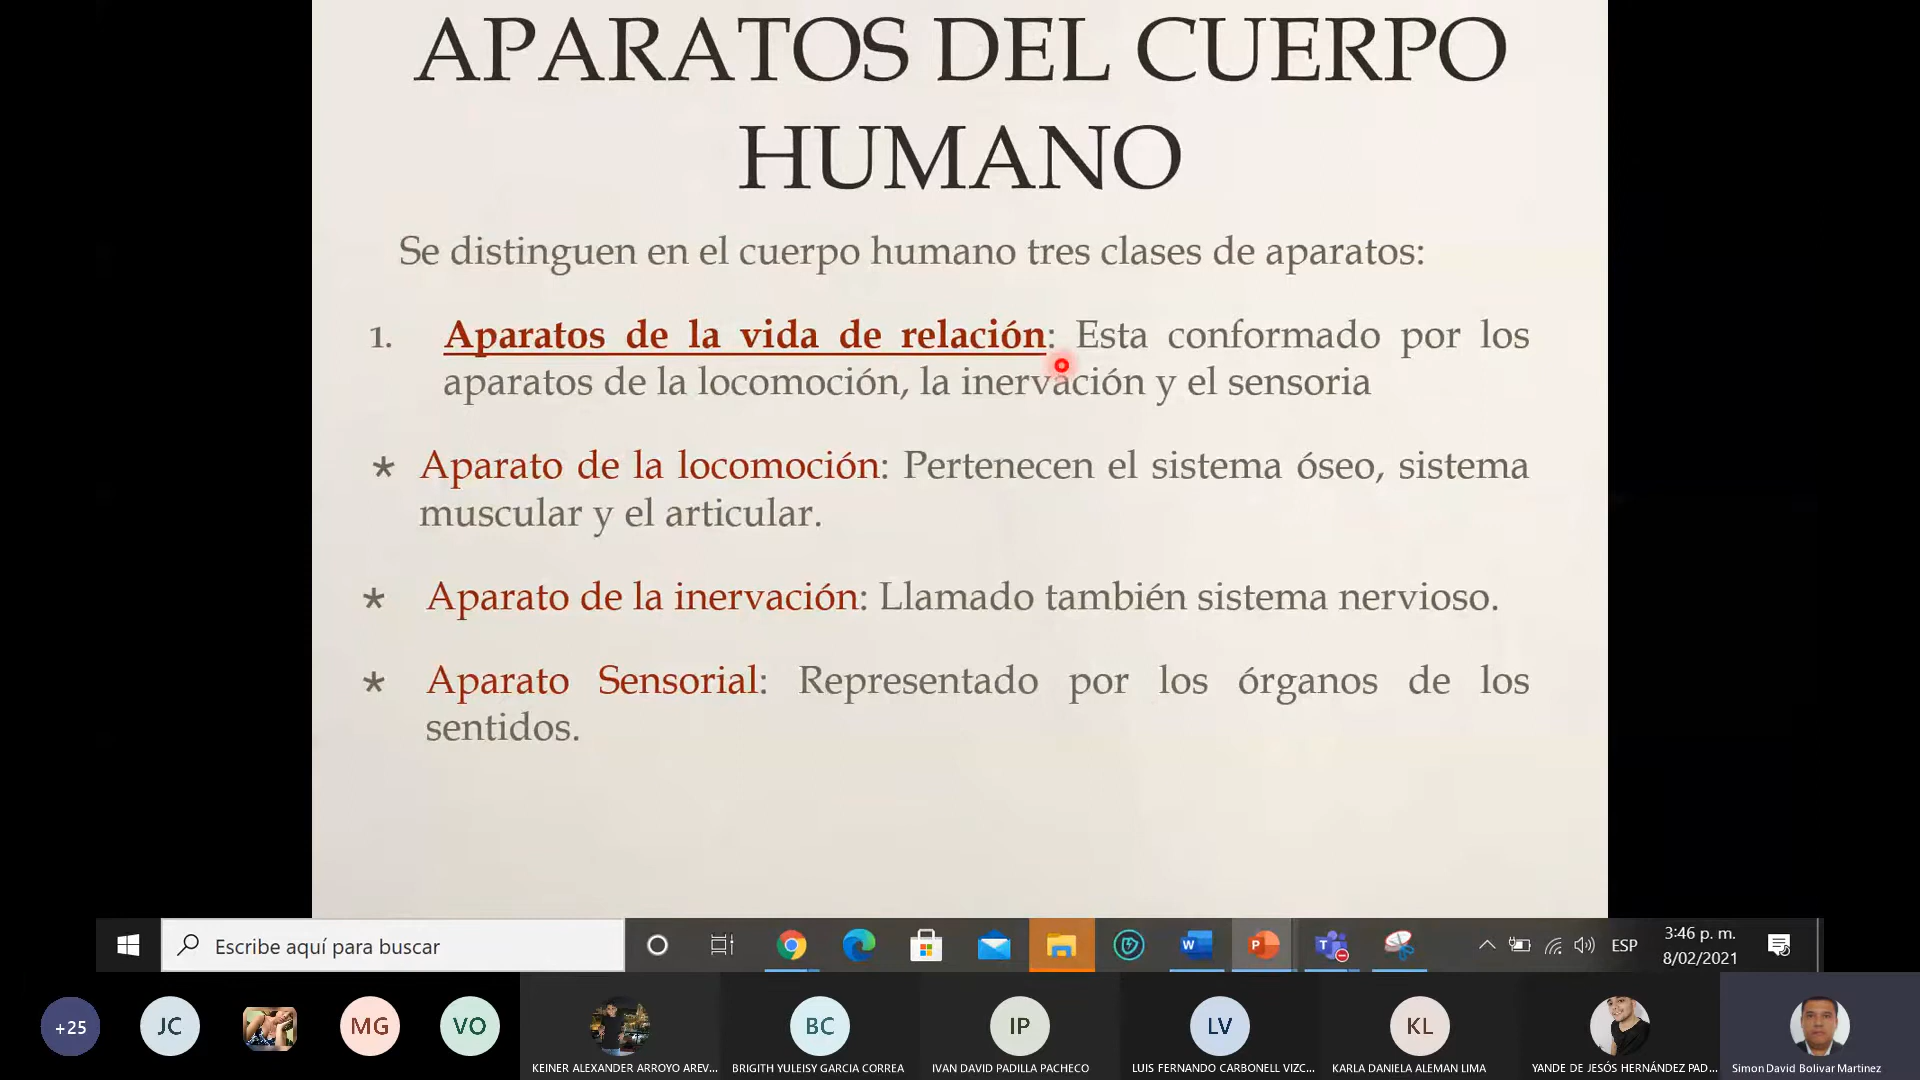 APARATOS DEL CUERPO
HUMANO
Se distinguen en el cuerpo humano tres clases de aparatos:
1. Aparatos de la vida de relación: Esta conformado por los
aparatos de la locomoción, la inervación y el sensoria
* Aparato de la locomoción: Pertenecen el sistema óseo, sistema
muscular y el articular.
* Aparato de la inervación: Llamado también sistema nervioso.
* Aparato Sensorial: Representado por los órganos de los
sentidos.
Escribe aquí para buscar
ESP
3:46 p. m.
8/02/2021
+25
JC
MG
VO
BC
IP
LV
KL
KEINER ALEXANDER ARROYO AREV...
BRIGITH YULEISY GARCIA CORREA
IVAN DAVID PADILLA PACHECO
LUIS FERNANDO CARBONELL VIZC...
KARLA DANIELA ALEMAN LIMA
YANDE DE JESÚS HERNÁNDEZ PAD...
Simon David Bolivar Martinez